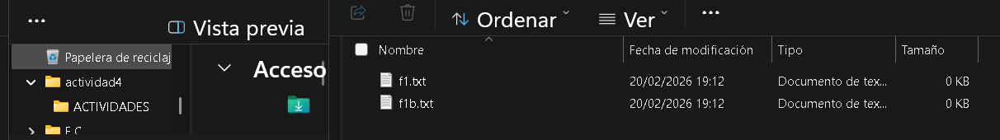 ...
Vista previa
Papelera de reciclaj
Acceso
actividad4
ACTIVIDADES
Ordenar
Ver
...
Nombre
Fecha de modificación
Tipo
Tamaño
f1.txt 20/02/2026 19:12 Documento de tex... 0 KB
f1b.txt 20/02/2026 19:12 Documento de tex... 0 KB